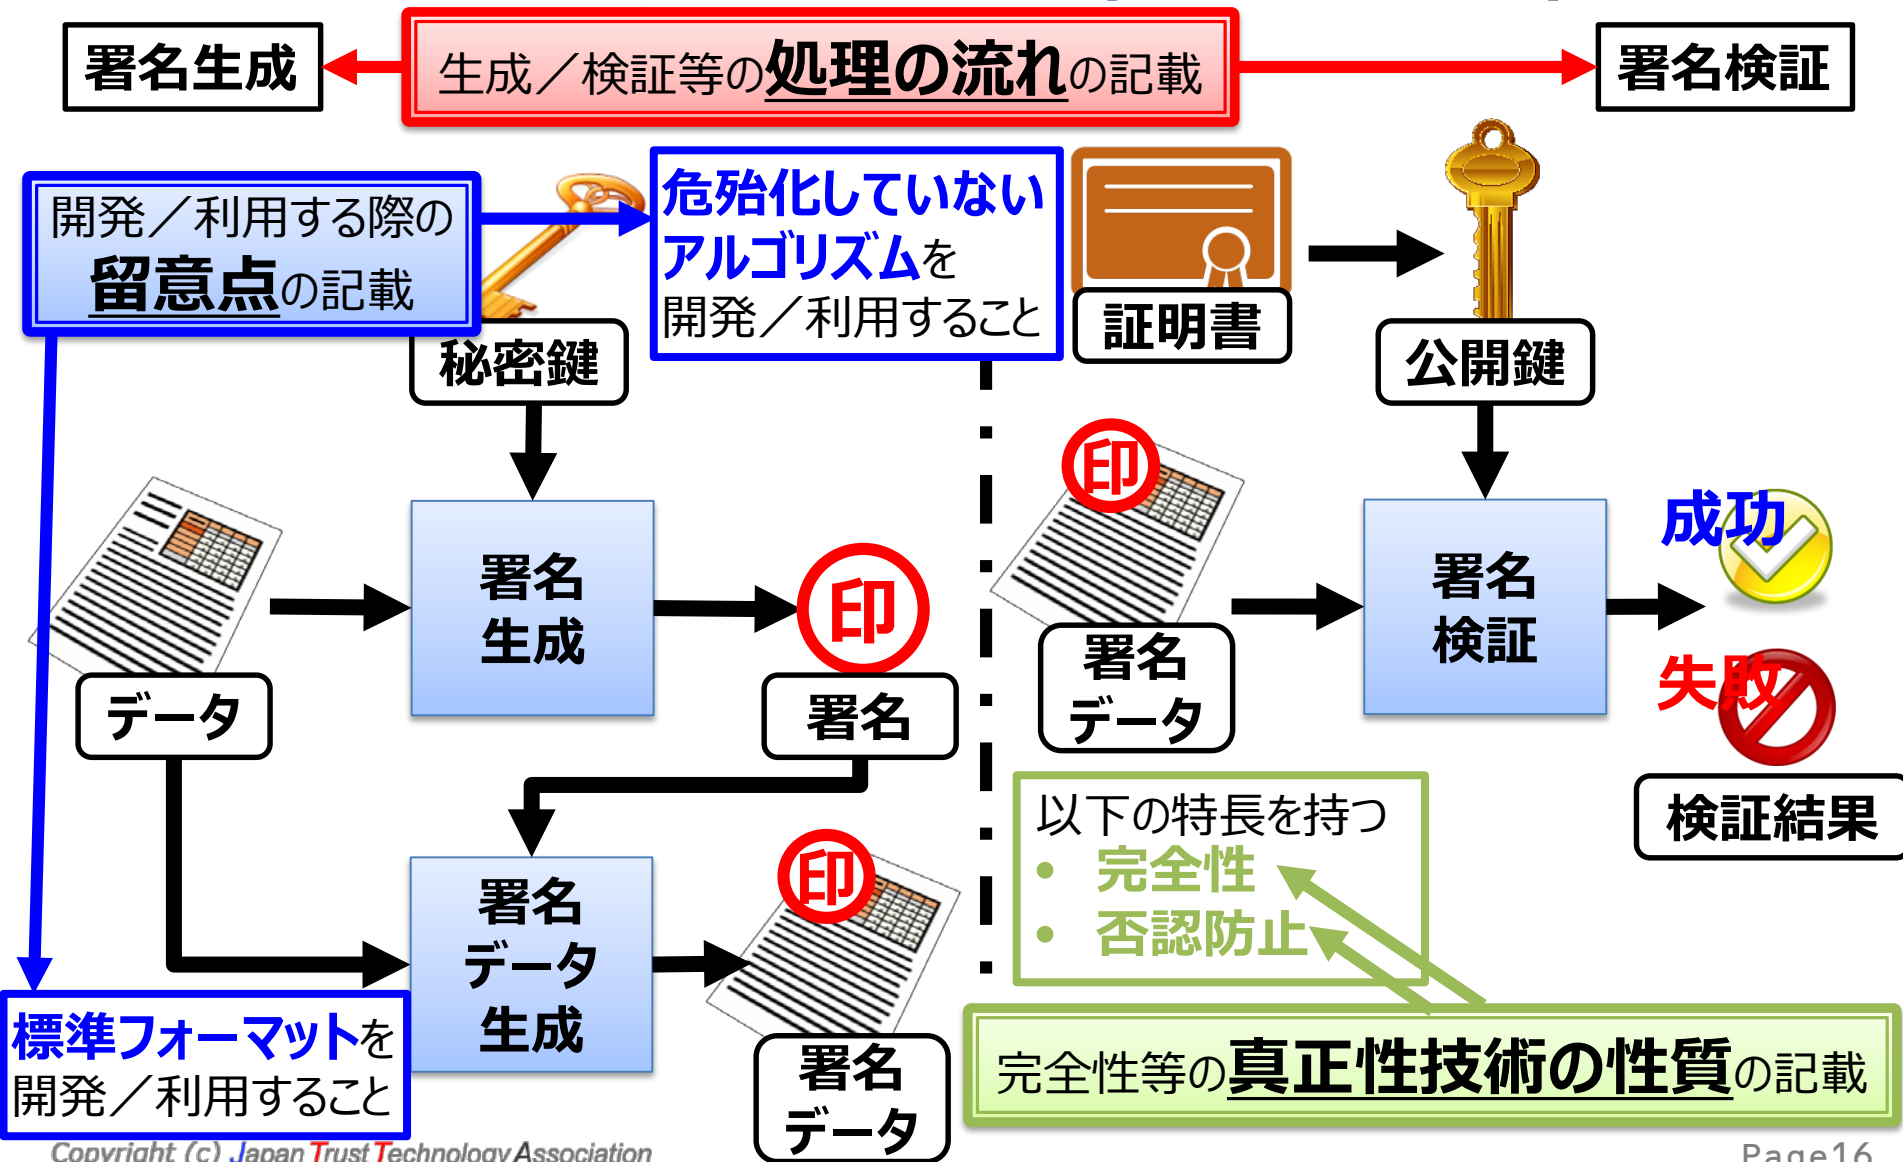 署名生成
生成／検証等の処理の流れの記載
署名検証
開発／利用する際の
留意点の記載
危殆化していない
アルゴリズムを
開発／利用すること
証明書
秘密鍵
公開鍵
データ
署名
生成
印
署名
印
署名
データ
署名
検証
成功
失敗
検証結果
署名
データ
生成
印
署名
データ
以下の特長を持つ
• 完全性
• 否認防止
標準フォーマットを
開発／利用すること
完全性等の真正性技術の性質の記載
Copyright (c) Japan Trust Technology Association
Page16